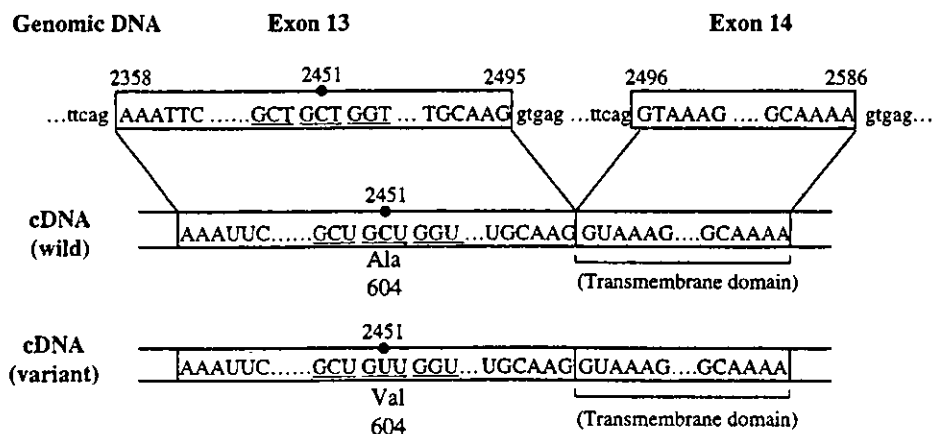 Genomic DNA Exon 13 Exon 14
2358 2451 2495 2496 2586
...ttcag AAATTC ......GCT GCT GGT ... TGCAAG gtgag ...ttcag GTAAAG .... GCAAAA gtgag...
2451
cDNA
(wild)
AAAUUC......GCU GCU GGU...UGCAAG GUAAAG....GCAAAA
Ala
604
(Transmembrane domain)
2451
cDNA
(variant)
AAAUUC......GCU GUU GGU...UGCAAG GUAAAG....GCAAAA
Val
604
(Transmembrane domain)